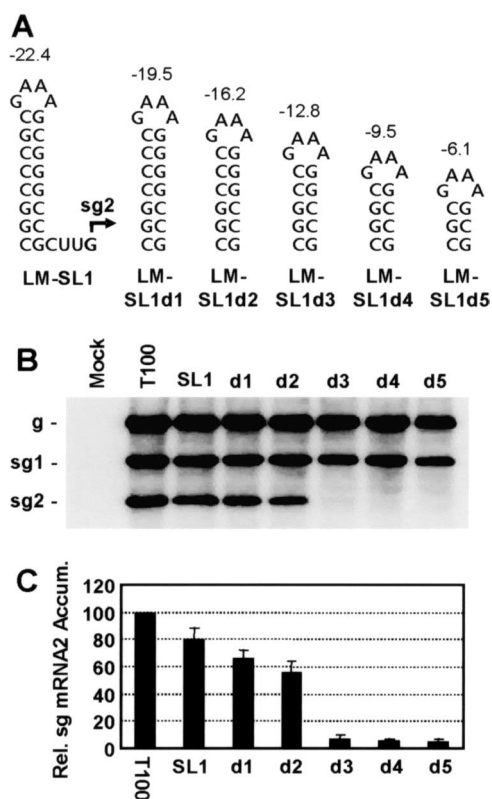 A
-22.4
AA
G A
CG
GC
CG
CG
CG
GC
GC
CGCUUG
sg2
LM-SL1
-19.5
AA
G A
CG
CG
CG
CG
GC
GC
CG
LM-
SL1d1
-16.2
AA
G A
CG
CG
CG
GC
GC
CG
LM-
SL1d2
-12.8
AA
G A
CG
CG
GC
GC
CG
LM-
SL1d3
-9.5
AA
G A
CG
GC
GC
CG
LM-
SL1d4
-6.1
AA
G A
CG
GC
CG
LM-
SL1d5
B
Mock T100 SL1 d1 d2 d3 d4 d5
g -
sg1 -
sg2 -
C
Rel. sg mRNA2 Accum.
120
100
80
60
40
20
0
T100 SL1 d1 d2 d3 d4 d5